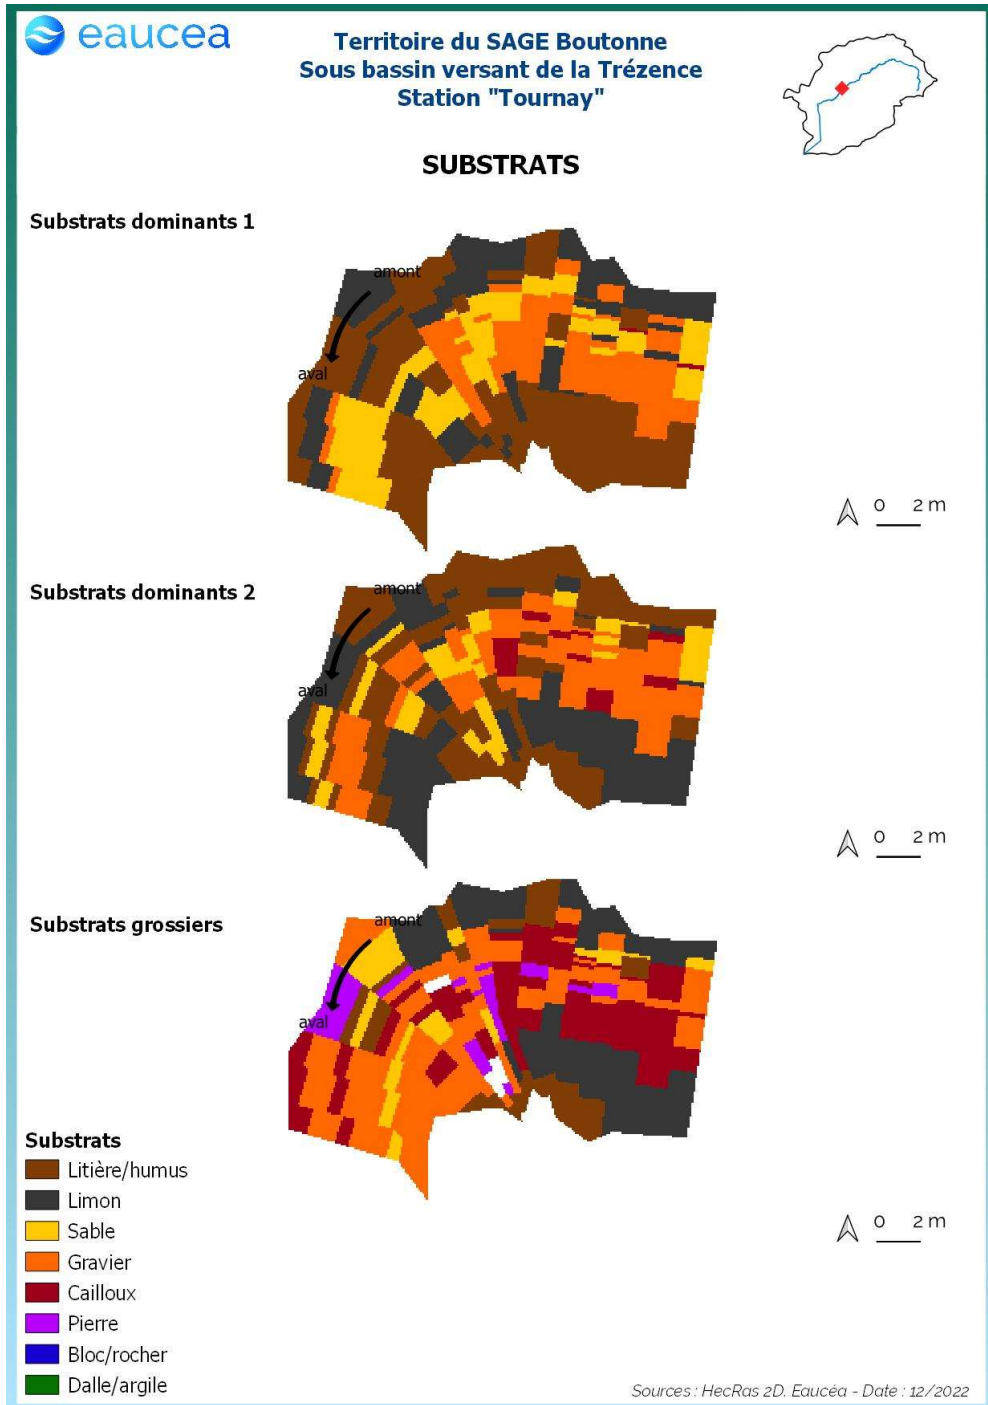 eaucea
Territoire du SAGE Boutonne
Sous bassin versant de la Trézence
Station "Tournay"
SUBSTRATS
Substrats dominants 1
amont
aval
0 2 m
Substrats dominants 2
amont
aval
0 2 m
Substrats grossiers
amont
aval
0 2 m
Substrats
Litière/humus
Limon
Sable
Gravier
Cailloux
Pierre
Bloc/rocher
Dalle/argile
Sources : HecRas 2D. Eaucéa - Date : 12/2022